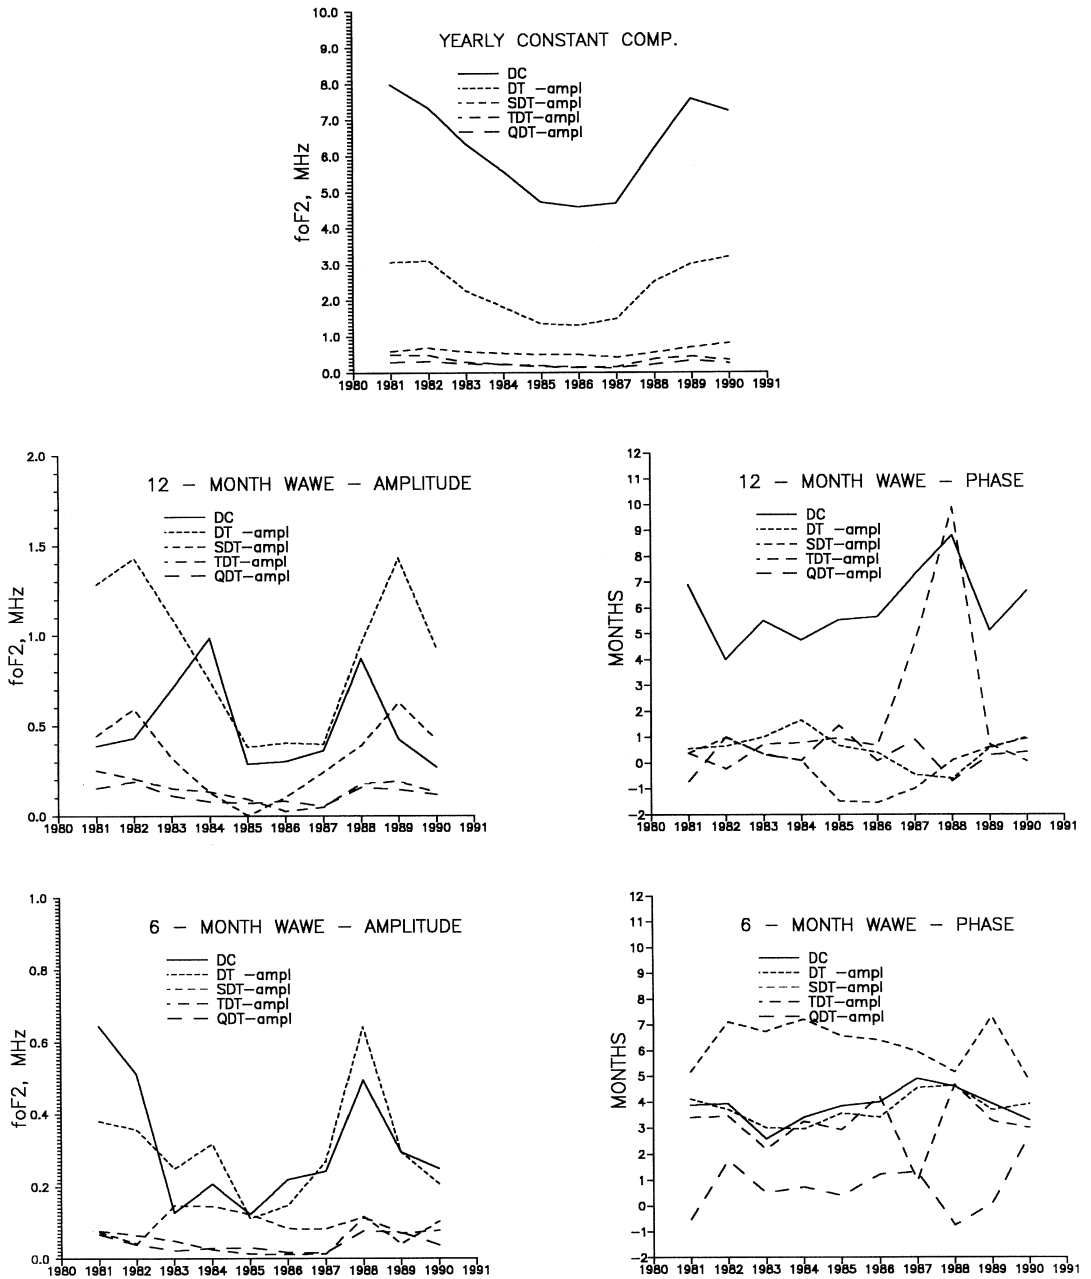 YEARLY CONSTANT COMP.
DC
DT -ampl
SDT-ampl
TDT-ampl
QDT-ampl
foF2, MHz
10.0
9.0
8.0
7.0
6.0
5.0
4.0
3.0
2.0
1.0
0.0
1980 1981 1982 1983 1984 1985 1986 1987 1988 1989 1990 1991
12 - MONTH WAWE - AMPLITUDE
DC
DT -ampl
SDT-ampl
TDT-ampl
QDT-ampl
foF2, MHz
2.0
1.5
1.0
0.5
0.0
1980 1981 1982 1983 1984 1985 1986 1987 1988 1989 1990 1991
12 - MONTH WAWE - PHASE
DC
DT -ampl
SDT-ampl
TDT-ampl
QDT-ampl
MONTHS
12
11
10
9
8
7
6
5
4
3
2
1
0
-1
-2
1980 1981 1982 1983 1984 1985 1986 1987 1988 1989 1990 1991
6 - MONTH WAWE - AMPLITUDE
DC
DT -ampl
SDT-ampl
TDT-ampl
QDT-ampl
foF2, MHz
1.0
0.8
0.6
0.4
0.2
0.0
1980 1981 1982 1983 1984 1985 1986 1987 1988 1989 1990 1991
6 - MONTH WAWE - PHASE
DC
DT -ampl
SDT-ampl
TDT-ampl
QDT-ampl
MONTHS
12
11
10
9
8
7
6
5
4
3
2
1
0
-1
-2
1980 1981 1982 1983 1984 1985 1986 1987 1988 1989 1990 1991